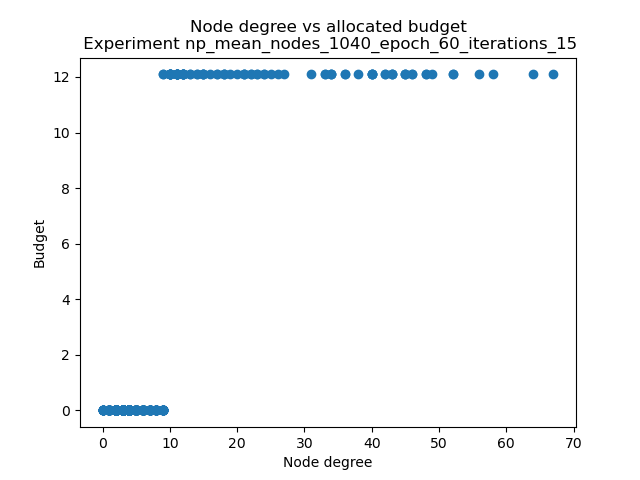 Node degree vs allocated budget
Experiment np_mean_nodes_1040_epoch_60_iterations_15
12
10
8
6
4
2
0
Budget
0 10 20 30 40 50 60 70
Node degree